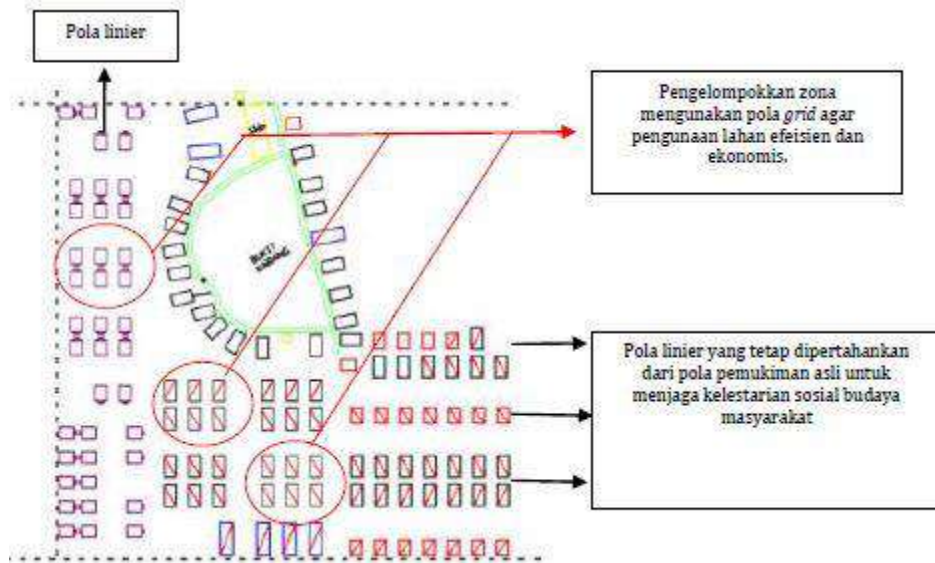 Pola linier
Pengelompokkan zona
mengunakan pola grid agar
pengunaan lahan efeisien dan
ekonomis.
BUKIT
Pola linier yang tetap dipertahankan
dari pola pemukiman asli untuk
menjaga kelestarian sosial budaya
masyarakat